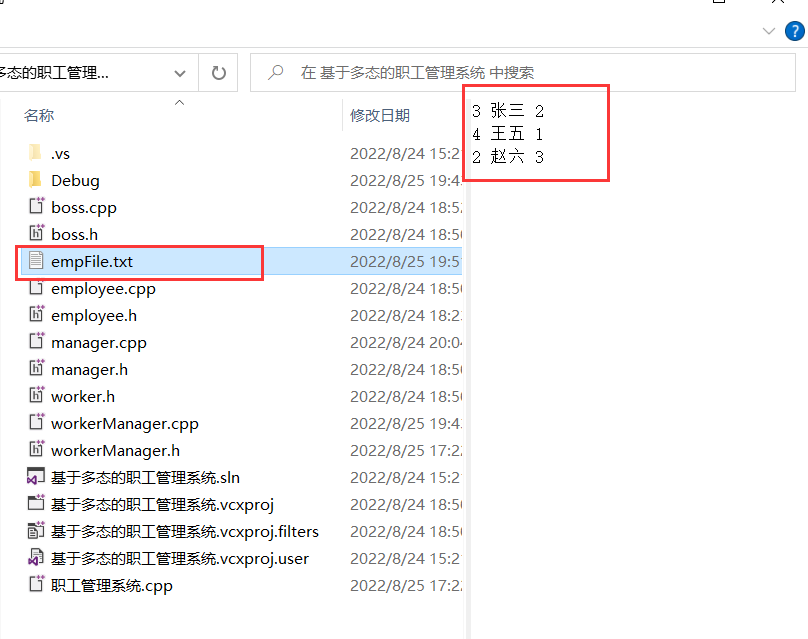 多态的职工管理...
在 基于多态的职工管理系统 中搜索
名称 修改日期
3 张三 2
4 王五 1
2 赵六 3
.vs 2022/8/24 15:2
Debug 2022/8/25 19:4
boss.cpp 2022/8/24 18:5
boss.h 2022/8/24 18:5
empFile.txt 2022/8/25 19:5
employee.cpp 2022/8/24 18:5
employee.h 2022/8/24 18:2
manager.cpp 2022/8/24 20:0
manager.h 2022/8/24 18:5
worker.h 2022/8/24 18:5
workerManager.cpp 2022/8/25 19:4
workerManager.h 2022/8/25 17:2
基于多态的职工管理系统.sln 2022/8/24 15:2
基于多态的职工管理系统.vcxproj 2022/8/24 18:5
基于多态的职工管理系统.vcxproj.filters 2022/8/24 18:5
基于多态的职工管理系统.vcxproj.user 2022/8/24 15:2
职工管理系统.cpp 2022/8/25 17:2